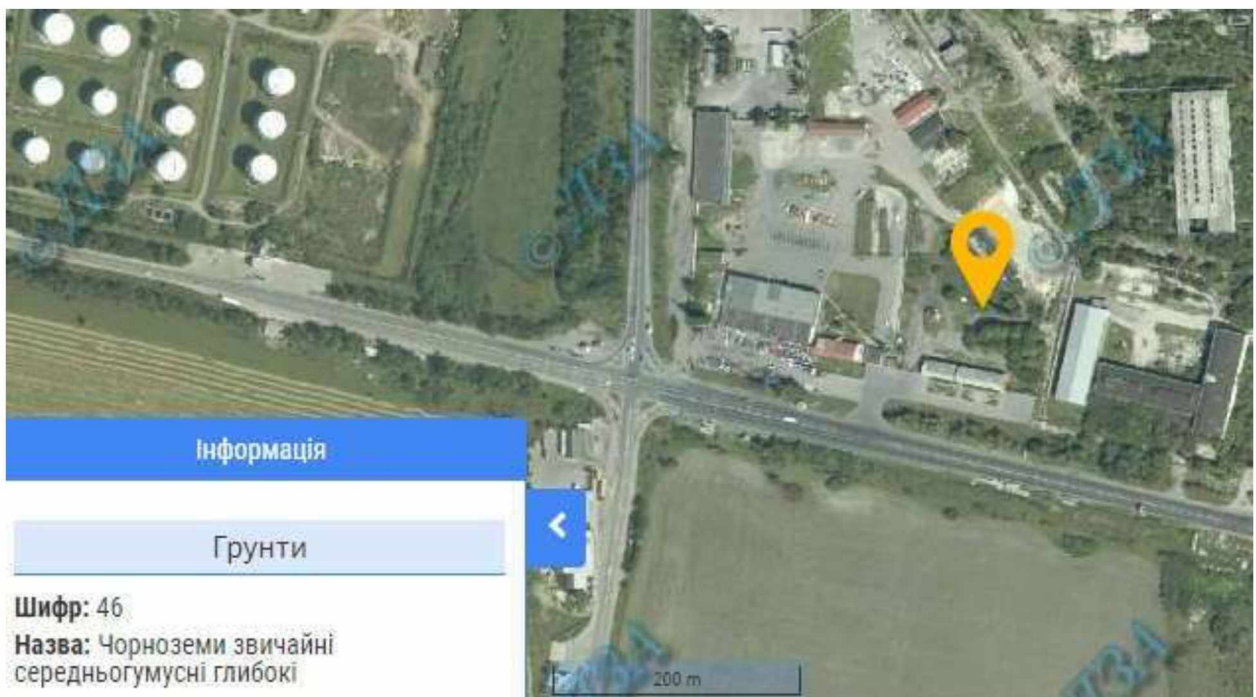 Інформація
Грунти
Шифр: 46
Назва: Чорноземи звичайні
середньогумусні глибокі
200 m